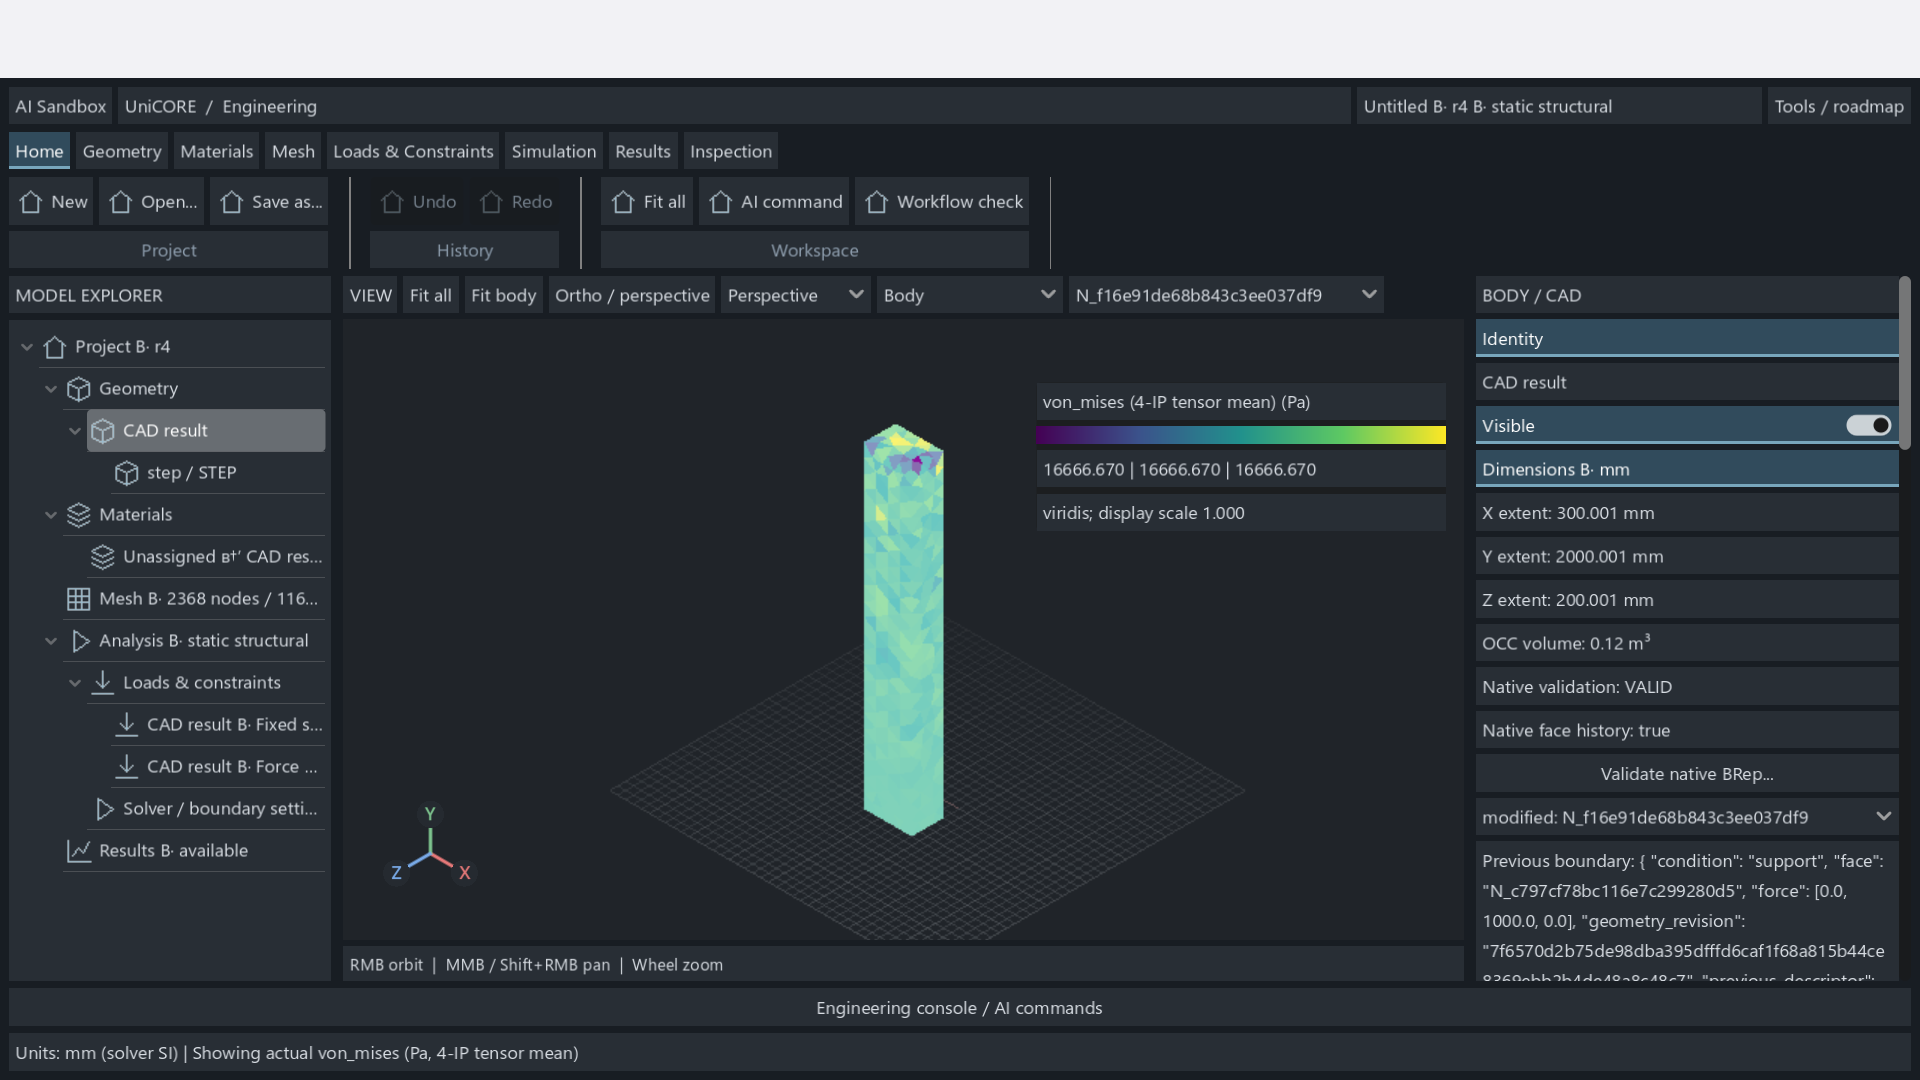 AI Sandbox
UniCORE / Engineering
Untitled В· r4 В· static structural
Tools / roadmap
Home
Geometry
Materials
Mesh
Loads & Constraints
Simulation
Results
Inspection
New
Open...
Save as...
Undo
Redo
Fit all
AI command
Workflow check
Project
History
Workspace
MODEL EXPLORER
VIEW
Fit all
Fit body
Ortho / perspective
Perspective
Body
N_f16e91de68b843c3ee037df9
BODY / CAD
Project В· r4
Geometry
CAD result
step / STEP
Materials
Unassigned в†' CAD res...
Mesh В· 2368 nodes / 116...
Analysis В· static structural
Loads & constraints
CAD result В· Fixed s...
CAD result В· Force ...
Solver / boundary setti...
Results В· available
von_mises (4-IP tensor mean) (Pa)
16666.670 | 16666.670 | 16666.670
viridis; display scale 1.000
Y
Z
X
RMB orbit | MMB / Shift+RMB pan | Wheel zoom
Identity
CAD result
Visible
Dimensions В· mm
X extent: 300.001 mm
Y extent: 2000.001 mm
Z extent: 200.001 mm
OCC volume: 0.12 m³
Native validation: VALID
Native face history: true
Validate native BRep...
modified: N_f16e91de68b843c3ee037df9
Previous boundary: { "condition": "support", "face":
"N_c797cf78bc116e7c299280d5", "force": [0.0,
1000.0, 0.0], "geometry_revision":
"7f6570d2b75de98dba395dfffd6caf1f68a815b44ce
Engineering console / AI commands
Units: mm (solver SI) | Showing actual von_mises (Pa, 4-IP tensor mean)